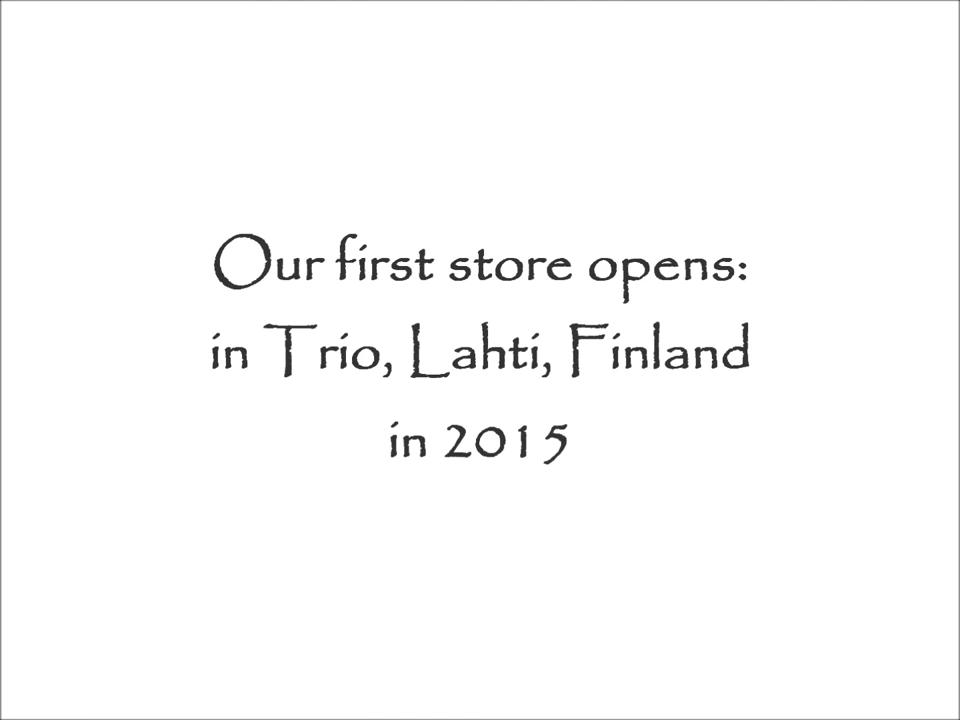 Our first store opens:
in Trio, Lahti, Finland
in 2015